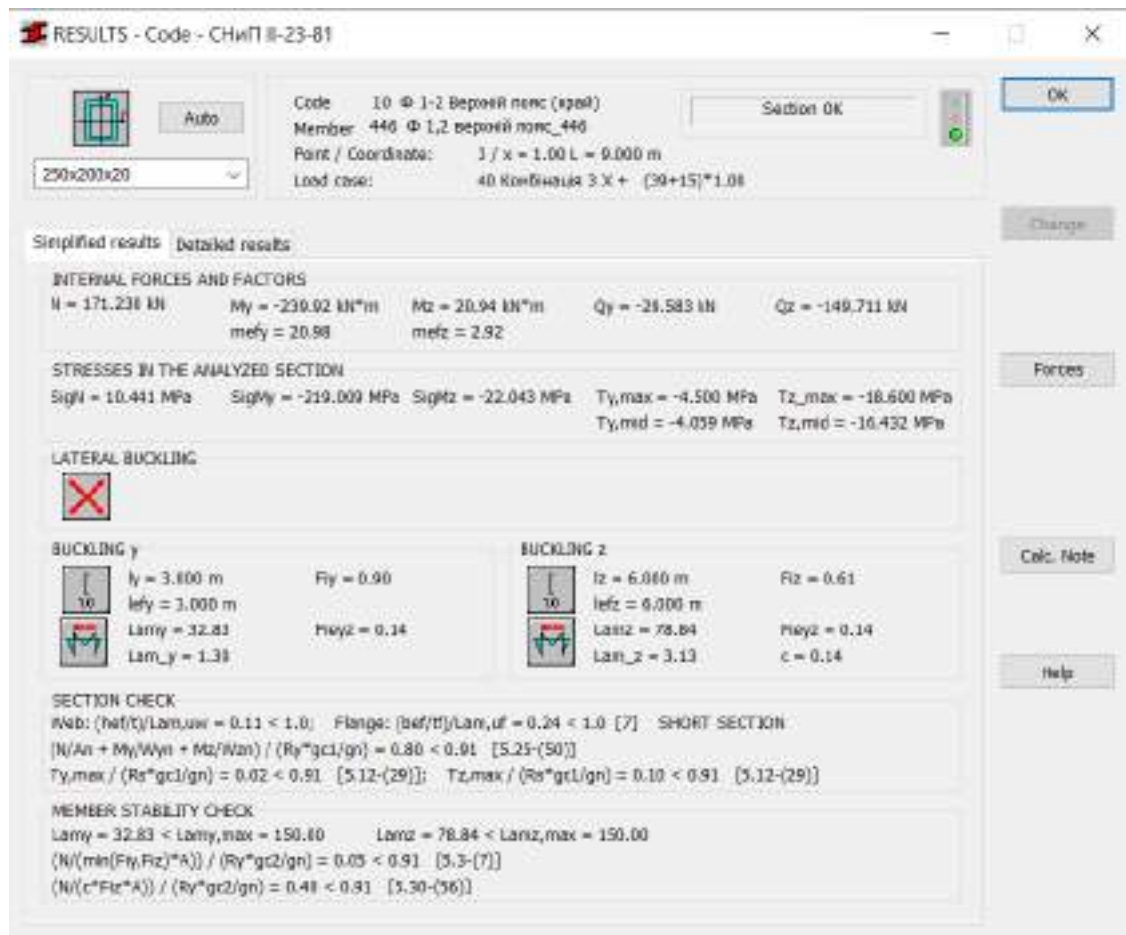 RESULTS - Code - СНиП II-23-81
Auto
250x200x20
Code 10 Ф 1-2 Верхній пояс (край)
Member 446 Ф 1,2 верхній пояс_446
Point / Coordinate: 3 / x = 1.00 L = 9.000 m
Load case: 40 Комбінація 3 X + (39+15)*1.00
Section OK
OK
Change
Forces
Calc. Note
Help
Simplified results Detailed results
INTERNAL FORCES AND FACTORS
N = 171.230 kN My = -239.92 kN*m Mz = 20.94 kN*m Qy = -28.583 kN Qz = -149.711 kN
mefy = 20.98 mefz = 2.92
STRESSES IN THE ANALYZED SECTION
SigN = 10.441 MPa SigMy = -219.009 MPa SigMz = -22.043 MPa Ty,max = -4.500 MPa Tz_max = -18.600 MPa
Ty,mid = -4.059 MPa Tz,mid = -16.432 MPa
LATERAL BUCKLING
BUCKLING y
ly = 3.000 m Fiy = 0.90
1.0
lefy = 3.000 m
Lamy = 32.83 Fieyz = 0.14
Lam_y = 1.30
BUCKLING z
lz = 6.000 m Fiz = 0.61
1.0
lefz = 6.000 m
Lamz = 78.84 Fieyz = 0.14
Lam_z = 3.13 c = 0.14
SECTION CHECK
Web: (hef/t)/Lam,uw = 0.11 < 1.0; Flange: (bef/tf)/Lam,uf = 0.24 < 1.0 [7] SHORT SECTION
(N/An + My/Wyn + Mz/Wzn) / (Ry*gc1/gn) = 0.80 < 0.91 [5.25-(50)]
Ty,max / (Rs*gc1/gn) = 0.02 < 0.91 [5.12-(29)]; Tz,max / (Rs*gc1/gn) = 0.10 < 0.91 [5.12-(29)]
MEMBER STABILITY CHECK
Lamy = 32.83 < Lamy,max = 150.00 Lamz = 78.84 < Lamz,max = 150.00
(N/(min(Fiy,Fiz)*A)) / (Ry*gc2/gn) = 0.05 < 0.91 [5.3-(7)]
(N/(c*Fiz*A)) / (Ry*gc2/gn) = 0.40 < 0.91 [5.30-(56)]